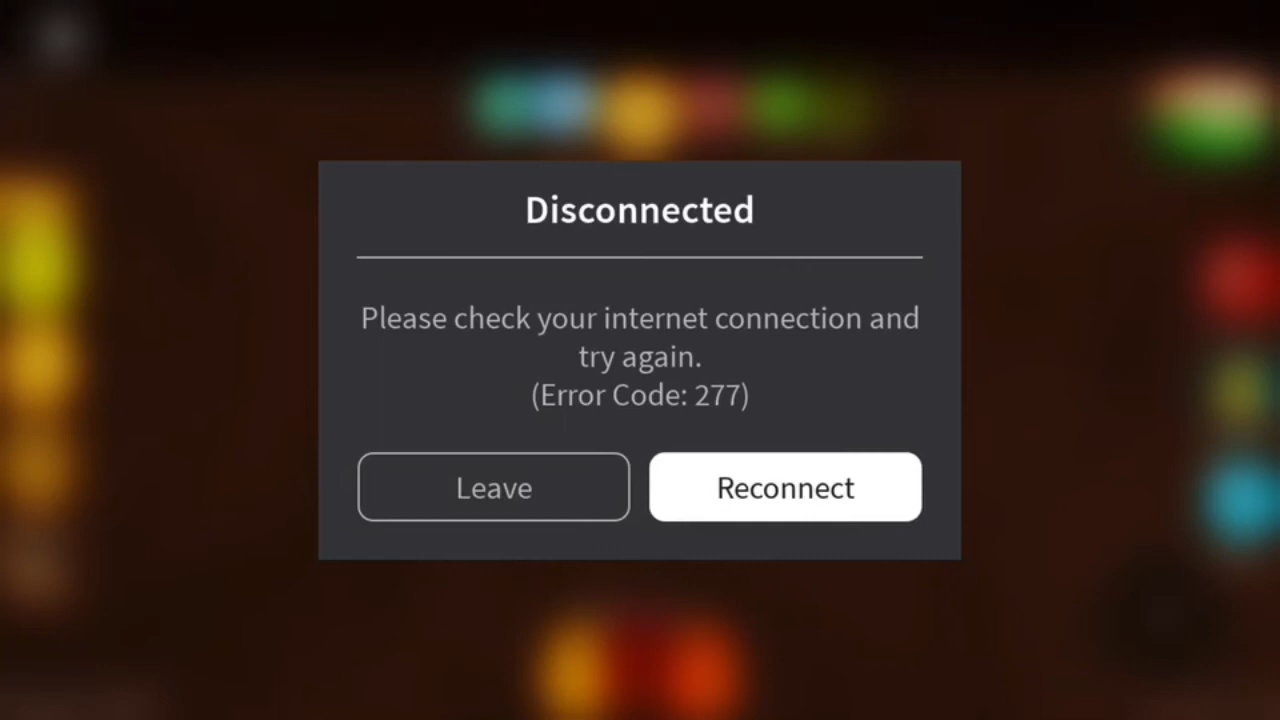 Disconnected
Please check your internet connection and
try again.
(Error Code: 277)
Leave
Reconnect